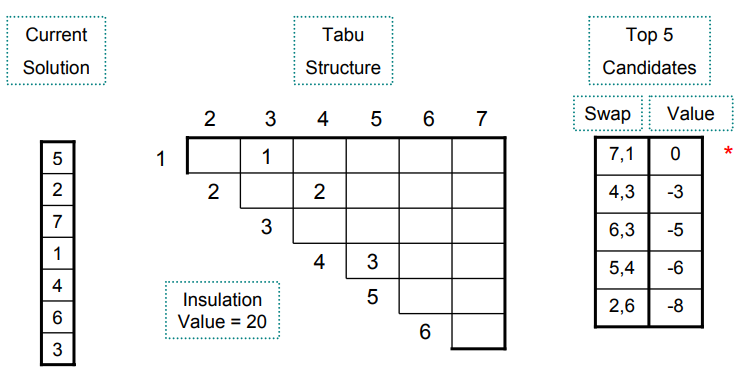 Current
Solution
Tabu
Structure
Top 5
Candidates
Swap Value
2 3 4 5 6 7
5
2
7
1
4
6
3
1 1
2 2
3
4 3
5
6
Insulation
Value = 20
7,1 0 *
4,3 -3
6,3 -5
5,4 -6
2,6 -8